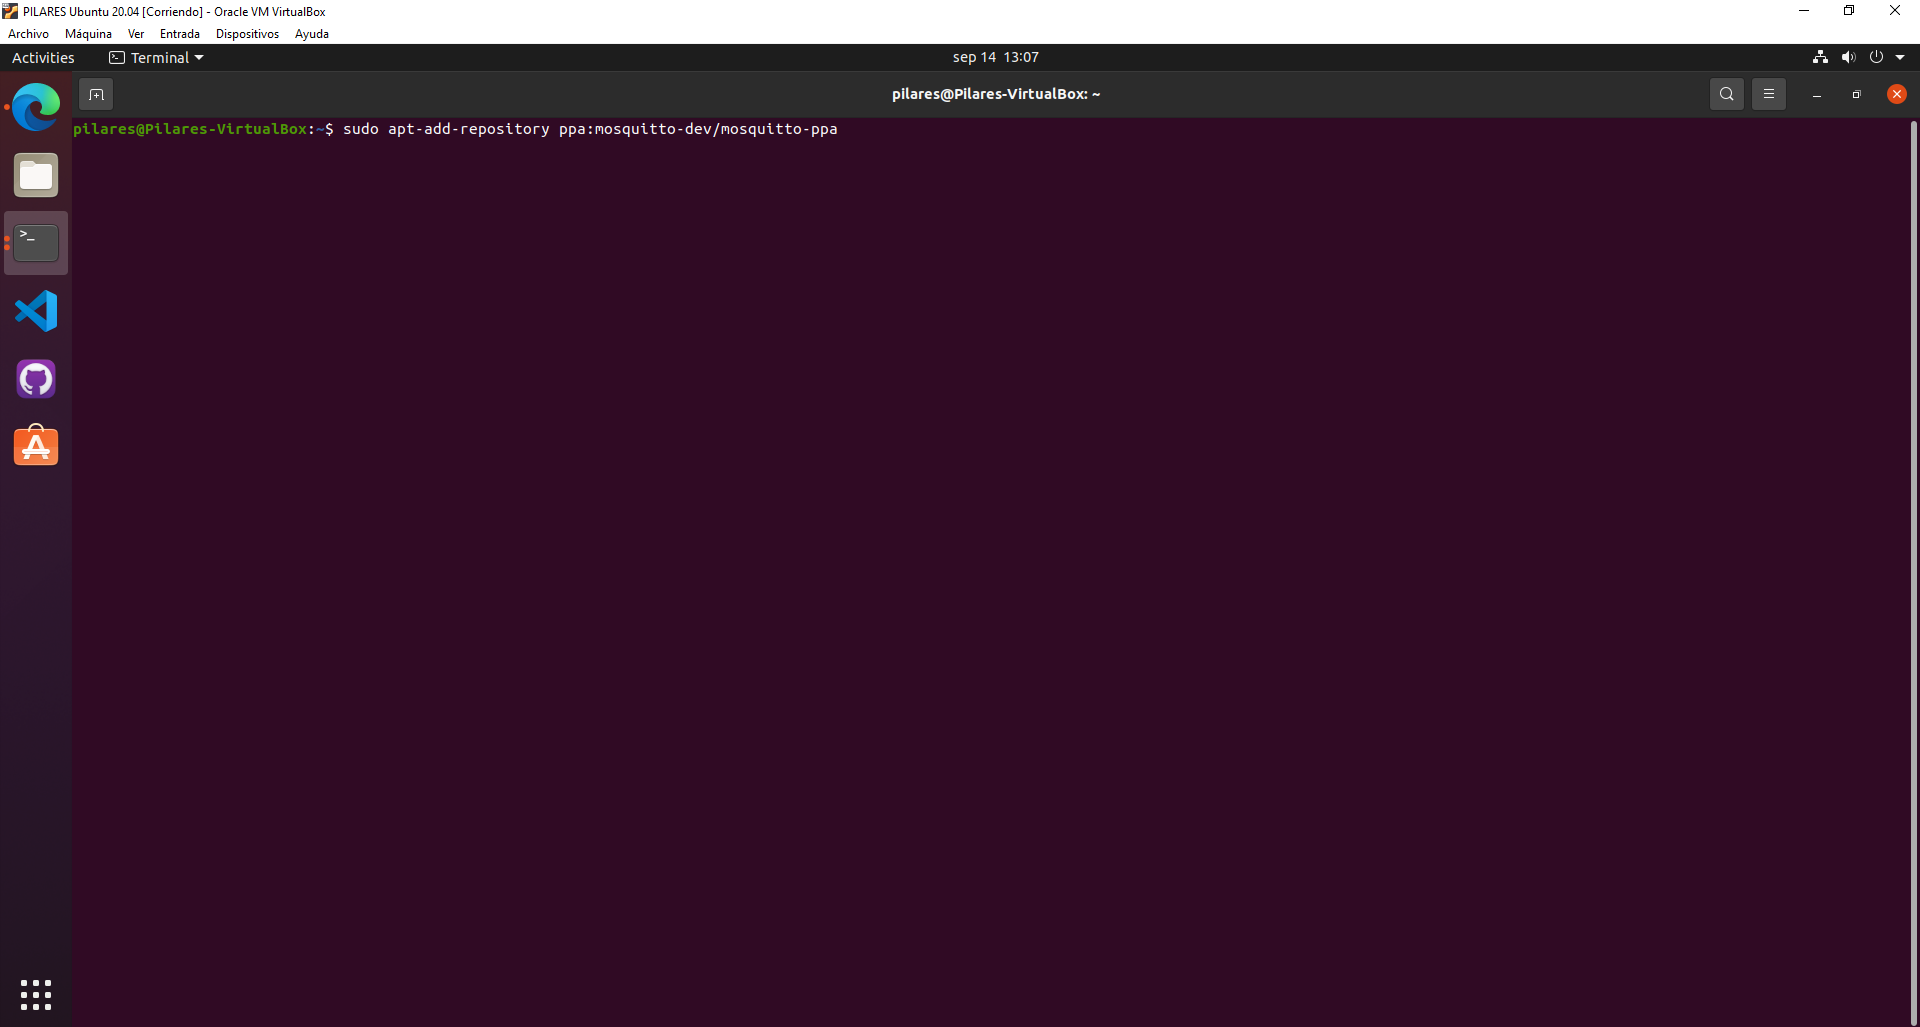 PILARES Ubuntu 20.04 [Corriendo] - Oracle VM VirtualBox
Archivo Máquina Ver Entrada Dispositivos Ayuda
Activities Terminal sep 14 13:07
pilares@Pilares-VirtualBox: ~
pilares@Pilares-VirtualBox:~$ sudo apt-add-repository ppa:mosquitto-dev/mosquitto-ppa